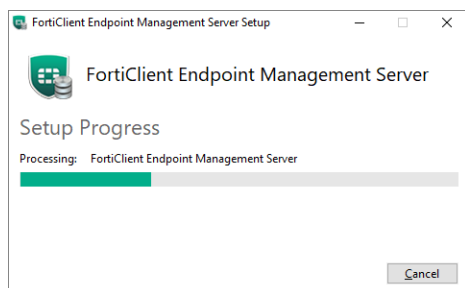 FortiClient Endpoint Management Server Setup
FortiClient Endpoint Management Server
Setup Progress
Processing: FortiClient Endpoint Management Server
Cancel